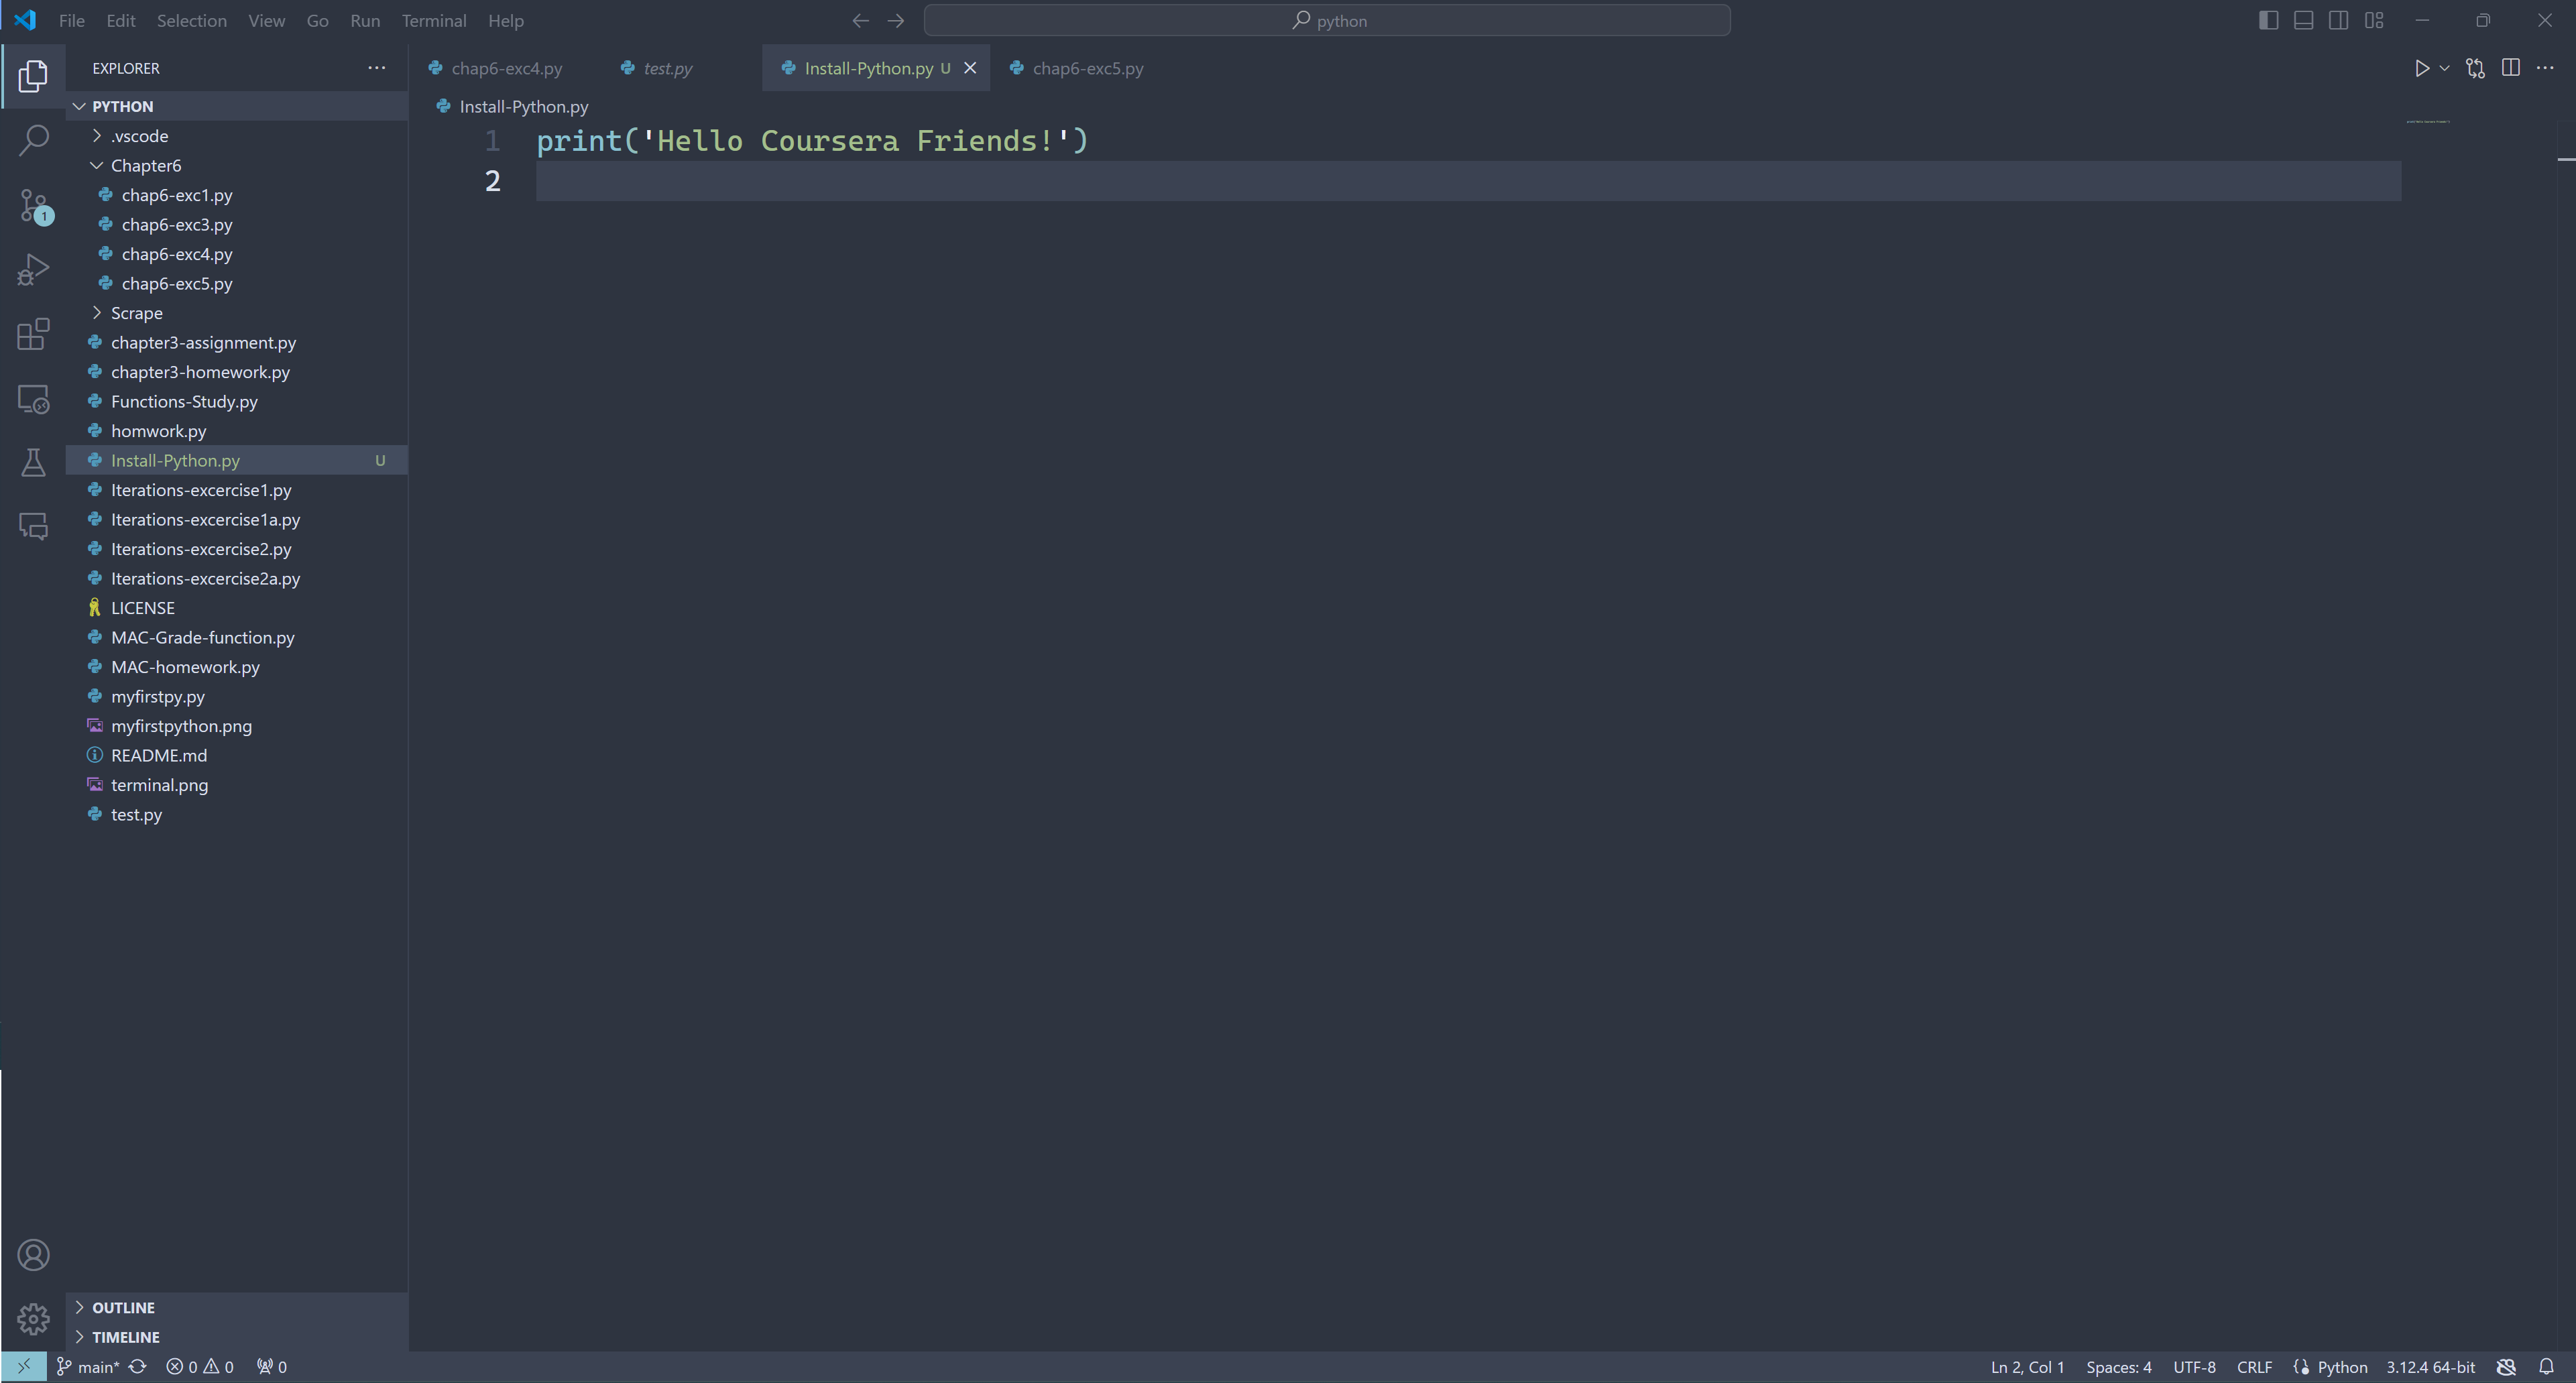 File Edit Selection View Go Run Terminal Help python
EXPLORER
PYTHON
.vscode
Chapter6
chap6-exc1.py
chap6-exc3.py
chap6-exc4.py
chap6-exc5.py
Scrape
chapter3-assignment.py
chapter3-homework.py
Functions-Study.py
homwork.py
Install-Python.py U
Iterations-excercise1.py
Iterations-excercise1a.py
Iterations-excercise2.py
Iterations-excercise2a.py
LICENSE
MAC-Grade-function.py
MAC-homework.py
myfirstpy.py
myfirstpython.png
README.md
terminal.png
test.py
OUTLINE
TIMELINE
1
chap6-exc4.py test.py Install-Python.py U chap6-exc5.py
Install-Python.py
1 print('Hello Coursera Friends!')
2
main* 0 0 0 Ln 2, Col 1 Spaces: 4 UTF-8 CRLF Python 3.12.4 64-bit